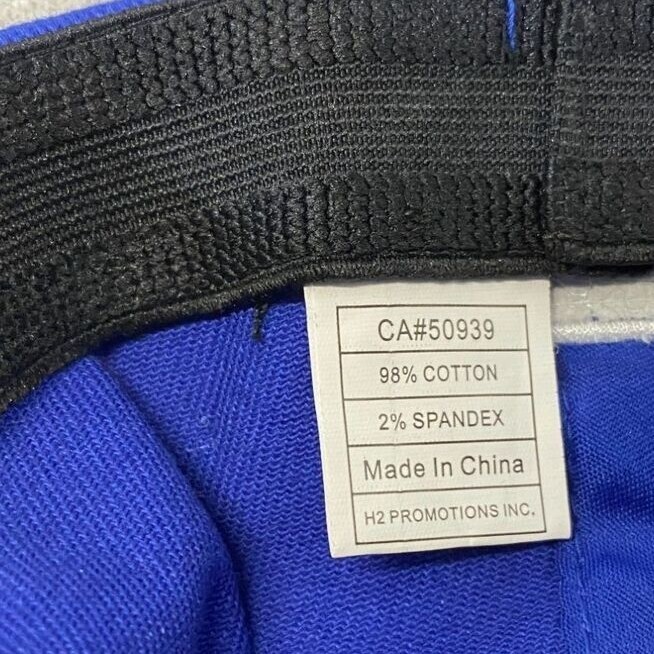 CA#50939
98% COTTON
2% SPANDEX
Made In China
H2 PROMOTIONS INC.